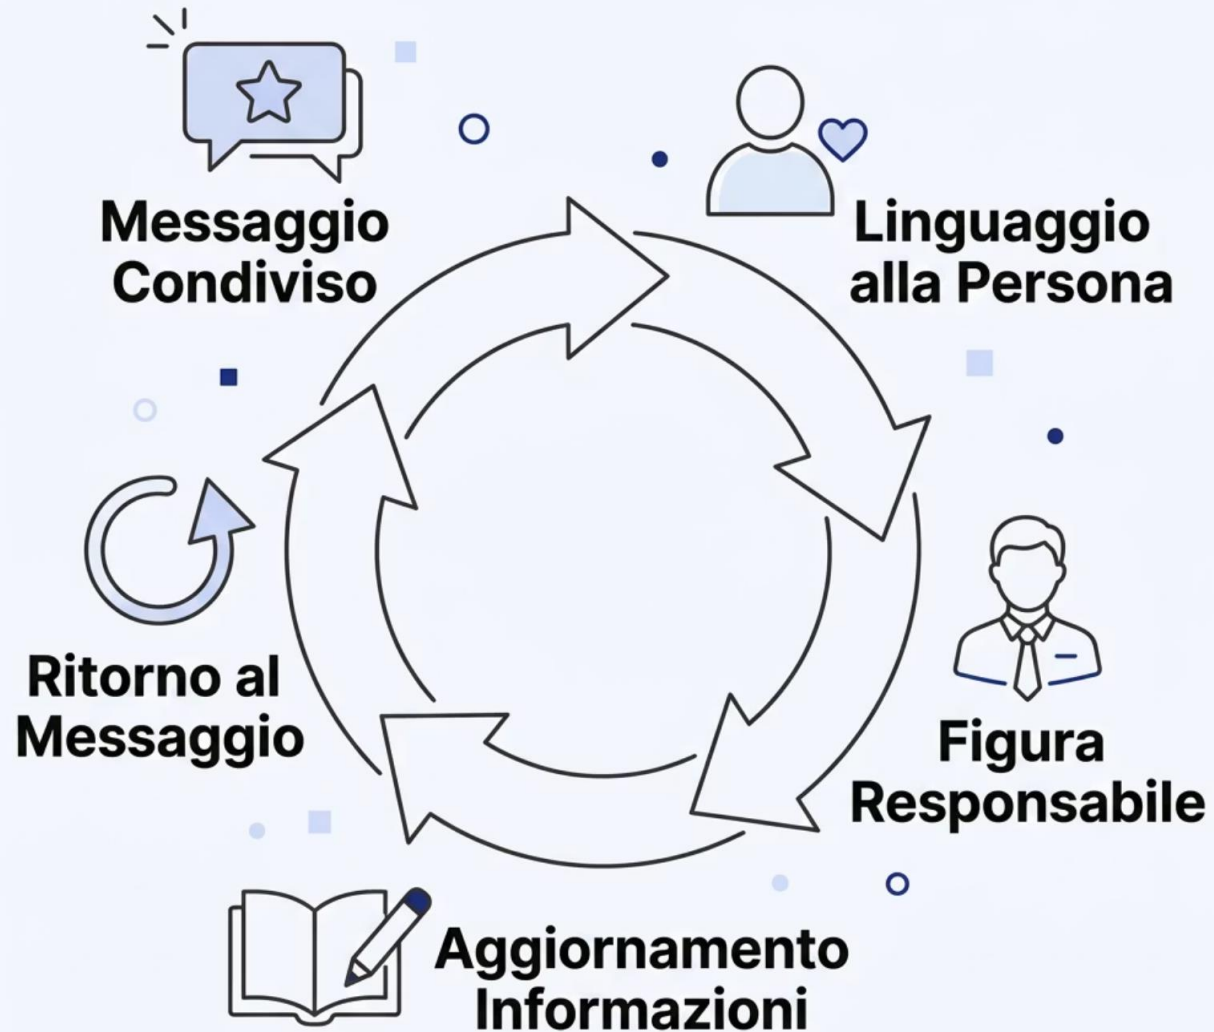 Messaggio
Condiviso
Linguaggio
alla Persona
Figura
Responsabile
Aggiornamento
Informazioni
Ritorno al
Messaggio